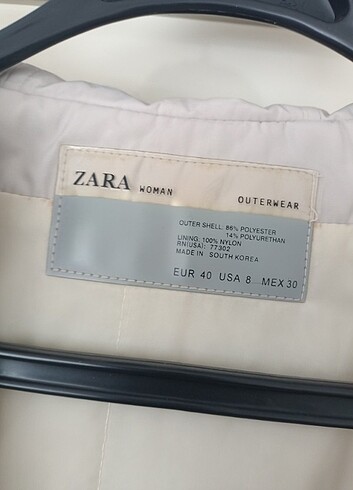 ZARA WOMAN OUTERWEAR
OUTER SHELL: 86% POLYESTER
14% POLYURETHAN
LINING: 100% NYLON
RN(USA): 77302
MADE IN SOUTH KOREA
EUR 40 USA 8 MEX 30